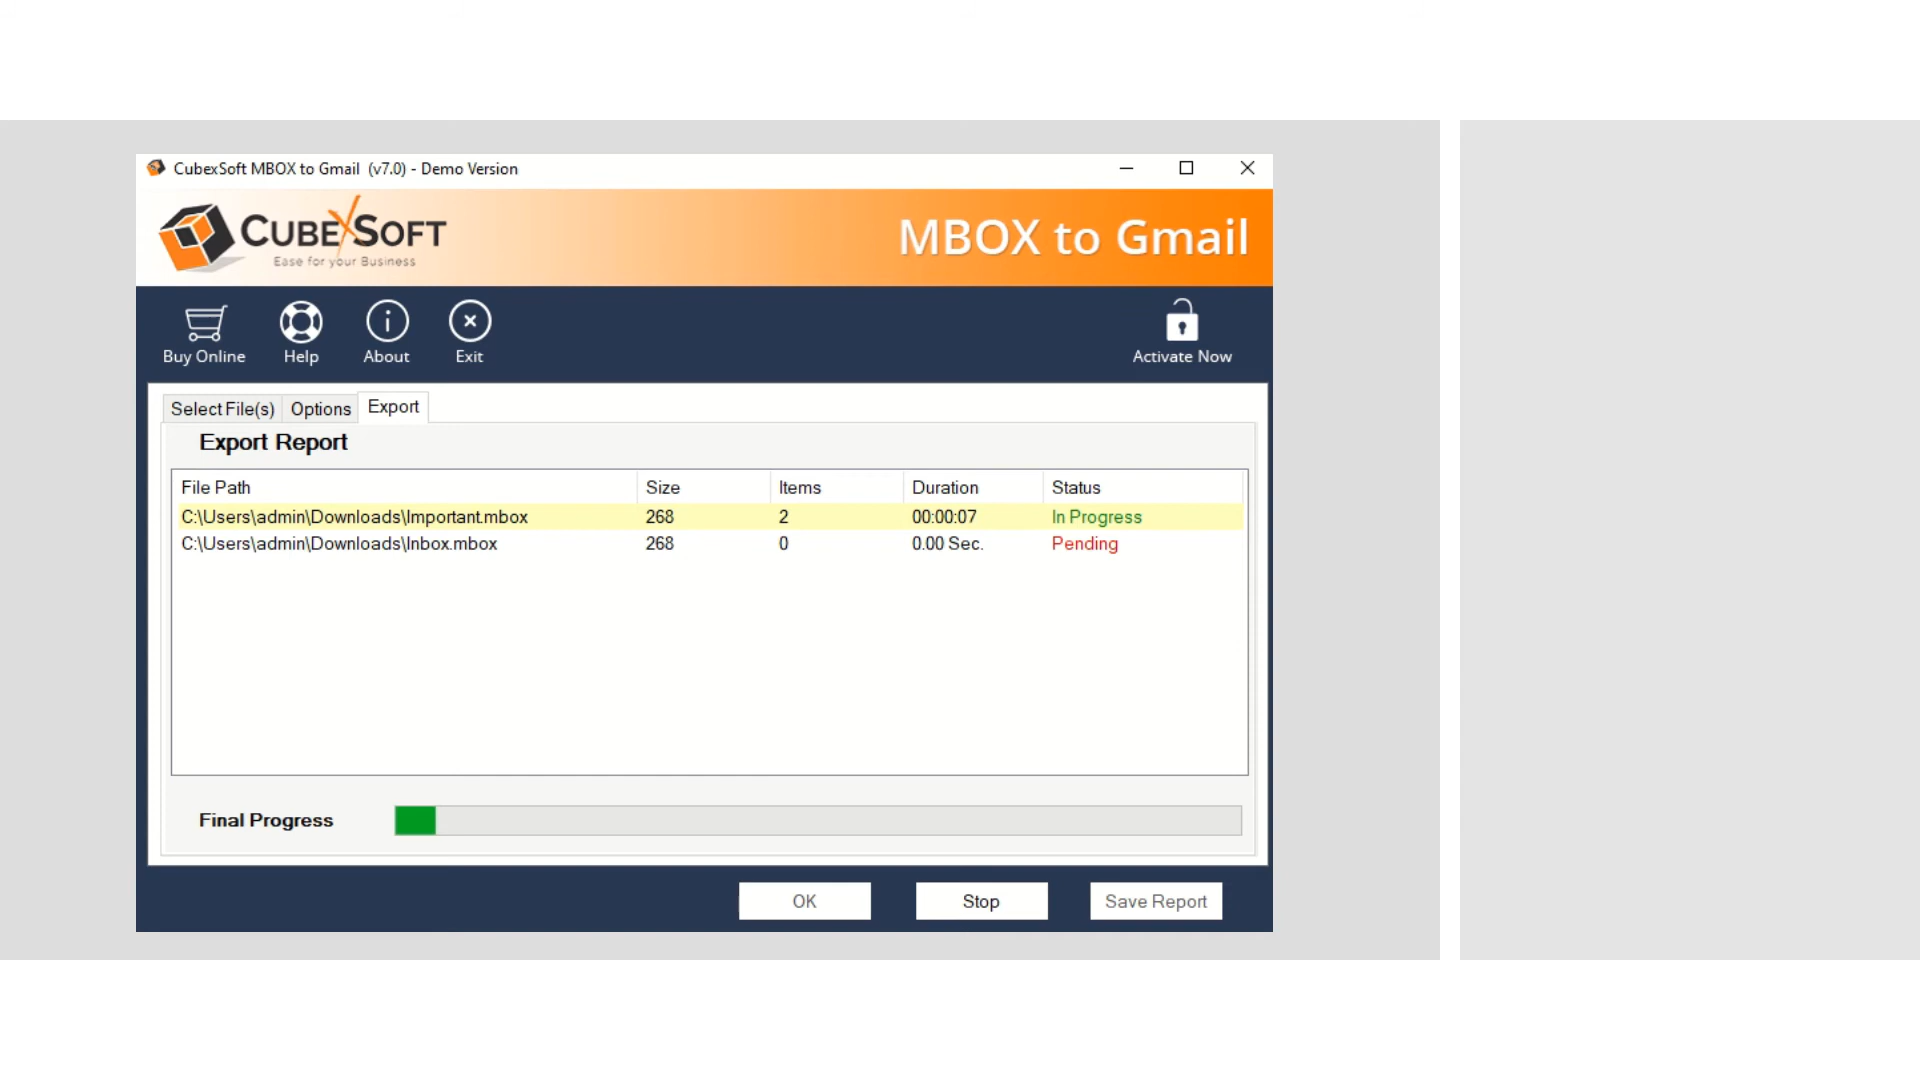 CubexSoft MBOX to Gmail (v7.0) - Demo Version
CUBEXSOFT
Ease for your Business
MBOX to Gmail
Buy Online Help About Exit Activate Now
Select File(s) Options Export
Export Report
File Path Size Items Duration Status
C:\Users\admin\Downloads\Important.mbox 268 2 00:00:07 In Progress
C:\Users\admin\Downloads\Inbox.mbox 268 0 0.00 Sec. Pending
Final Progress
OK Stop Save Report